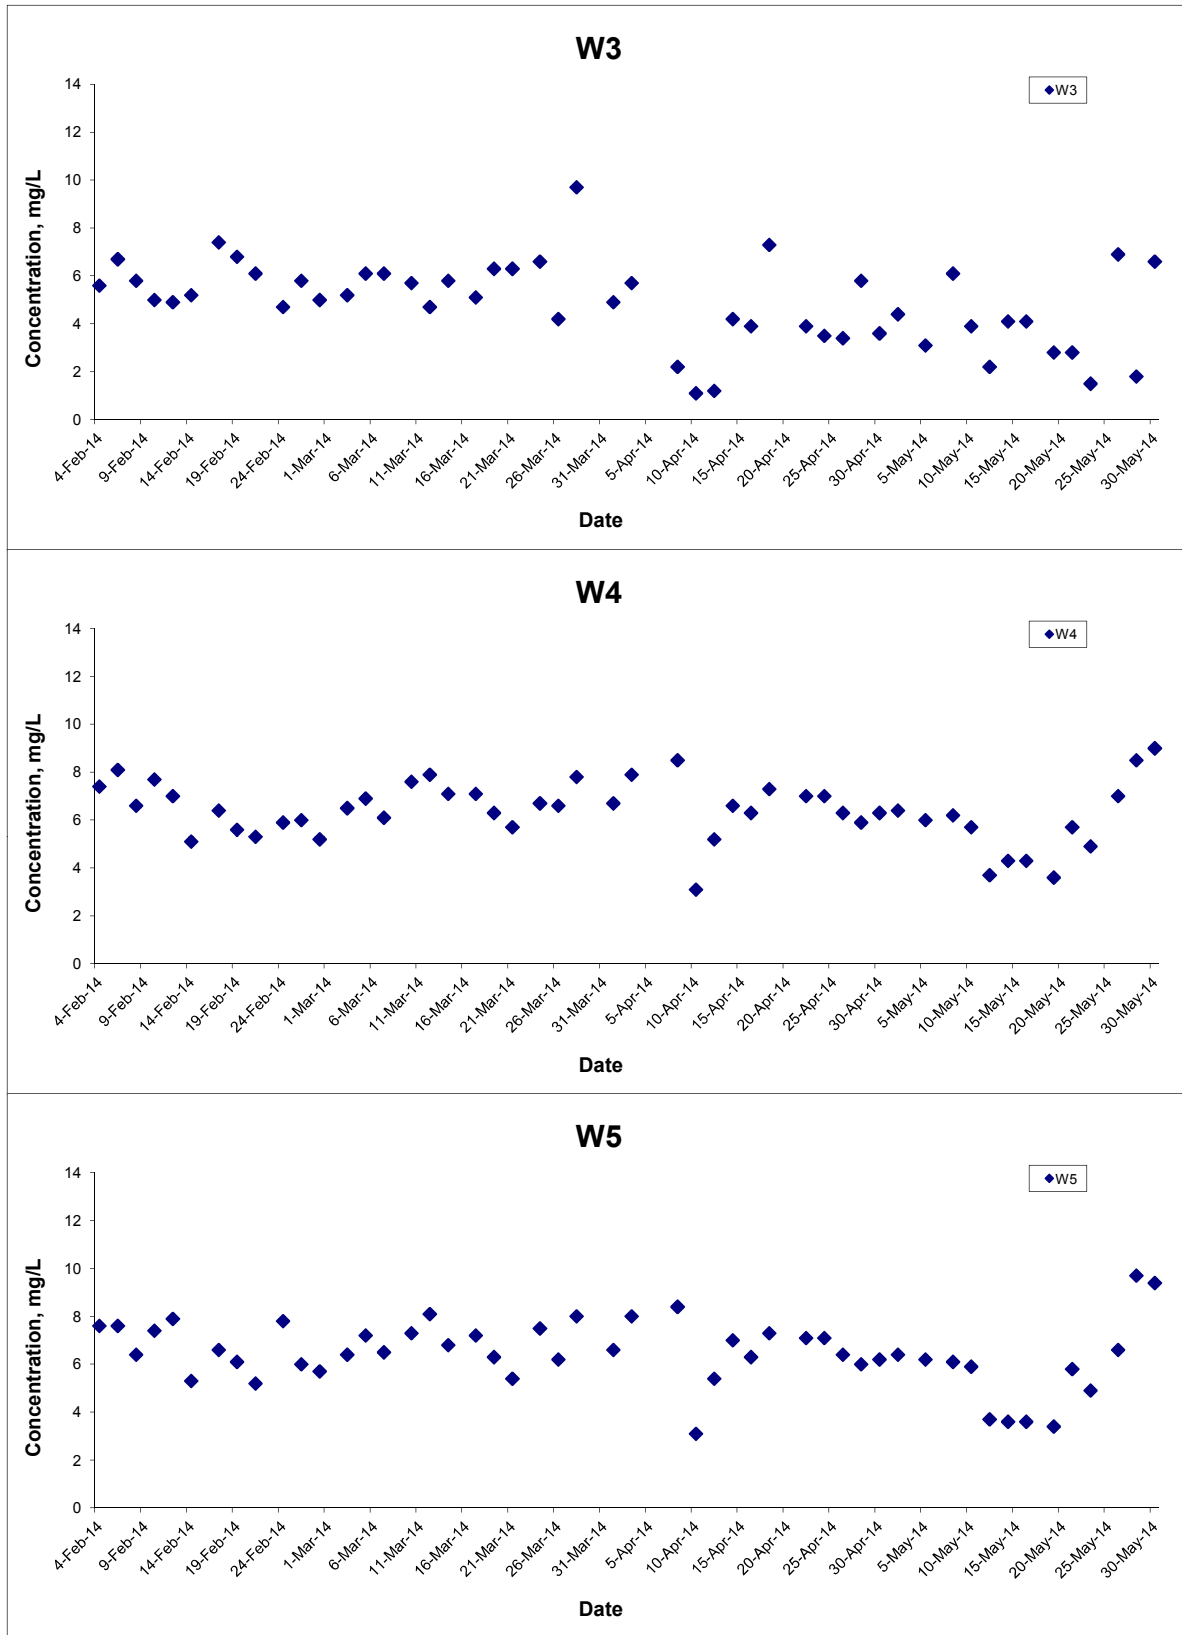 W3
W3
Concentration, mg/L
14
12
10
8
6
4
2
0
4-Feb-14
9-Feb-14
14-Feb-14
19-Feb-14
24-Feb-14
1-Mar-14
6-Mar-14
11-Mar-14
16-Mar-14
21-Mar-14
26-Mar-14
31-Mar-14
5-Apr-14
10-Apr-14
15-Apr-14
20-Apr-14
25-Apr-14
30-Apr-14
5-May-14
10-May-14
15-May-14
20-May-14
25-May-14
30-May-14
Date
W4
W4
Concentration, mg/L
14
12
10
8
6
4
2
0
4-Feb-14
9-Feb-14
14-Feb-14
19-Feb-14
24-Feb-14
1-Mar-14
6-Mar-14
11-Mar-14
16-Mar-14
21-Mar-14
26-Mar-14
31-Mar-14
5-Apr-14
10-Apr-14
15-Apr-14
20-Apr-14
25-Apr-14
30-Apr-14
5-May-14
10-May-14
15-May-14
20-May-14
25-May-14
30-May-14
Date
W5
W5
Concentration, mg/L
14
12
10
8
6
4
2
0
4-Feb-14
9-Feb-14
14-Feb-14
19-Feb-14
24-Feb-14
1-Mar-14
6-Mar-14
11-Mar-14
16-Mar-14
21-Mar-14
26-Mar-14
31-Mar-14
5-Apr-14
10-Apr-14
15-Apr-14
20-Apr-14
25-Apr-14
30-Apr-14
5-May-14
10-May-14
15-May-14
20-May-14
25-May-14
30-May-14
Date